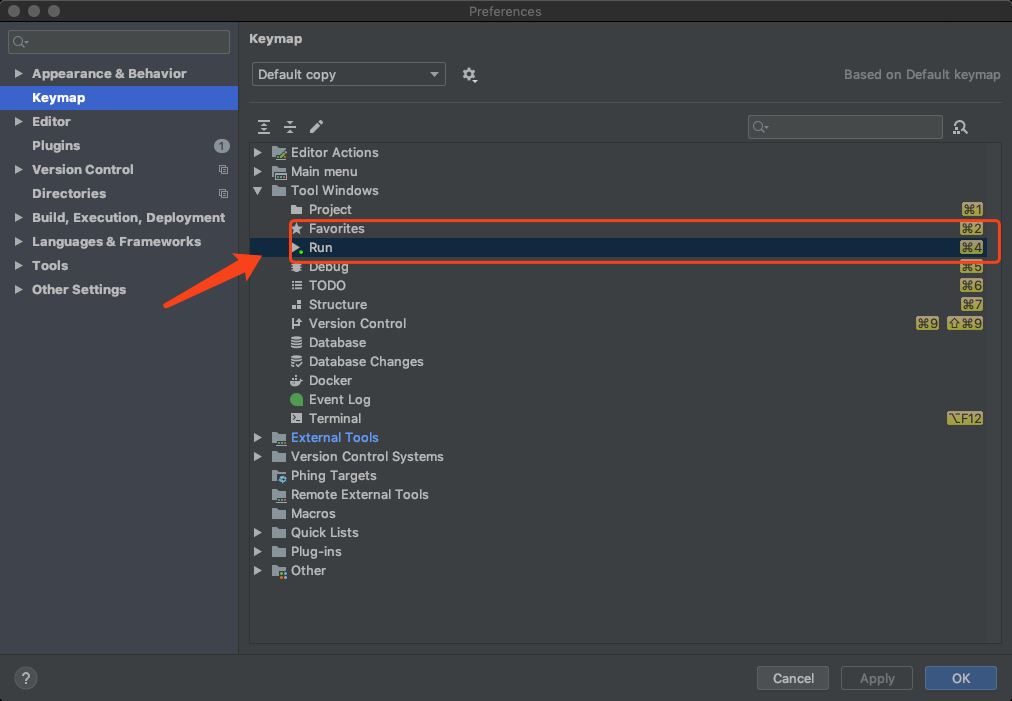 Preferences
Appearance & Behavior
Keymap
Editor
Plugins 1
Version Control
Directories
Build, Execution, Deployment
Languages & Frameworks
Tools
Other Settings
Keymap
Default copy
Based on Default keymap
Editor Actions
Main menu
Tool Windows
Project ⌘1
Favorites ⌘2
Run ⌘4
Debug ⌘5
TODO ⌘6
Structure ⌘7
Version Control ⌘9 ⇧⌘9
Database
Database Changes
Docker
Event Log
Terminal ⌥F12
External Tools
Version Control Systems
Phing Targets
Remote External Tools
Macros
Quick Lists
Plug-ins
Other
?
Cancel Apply OK